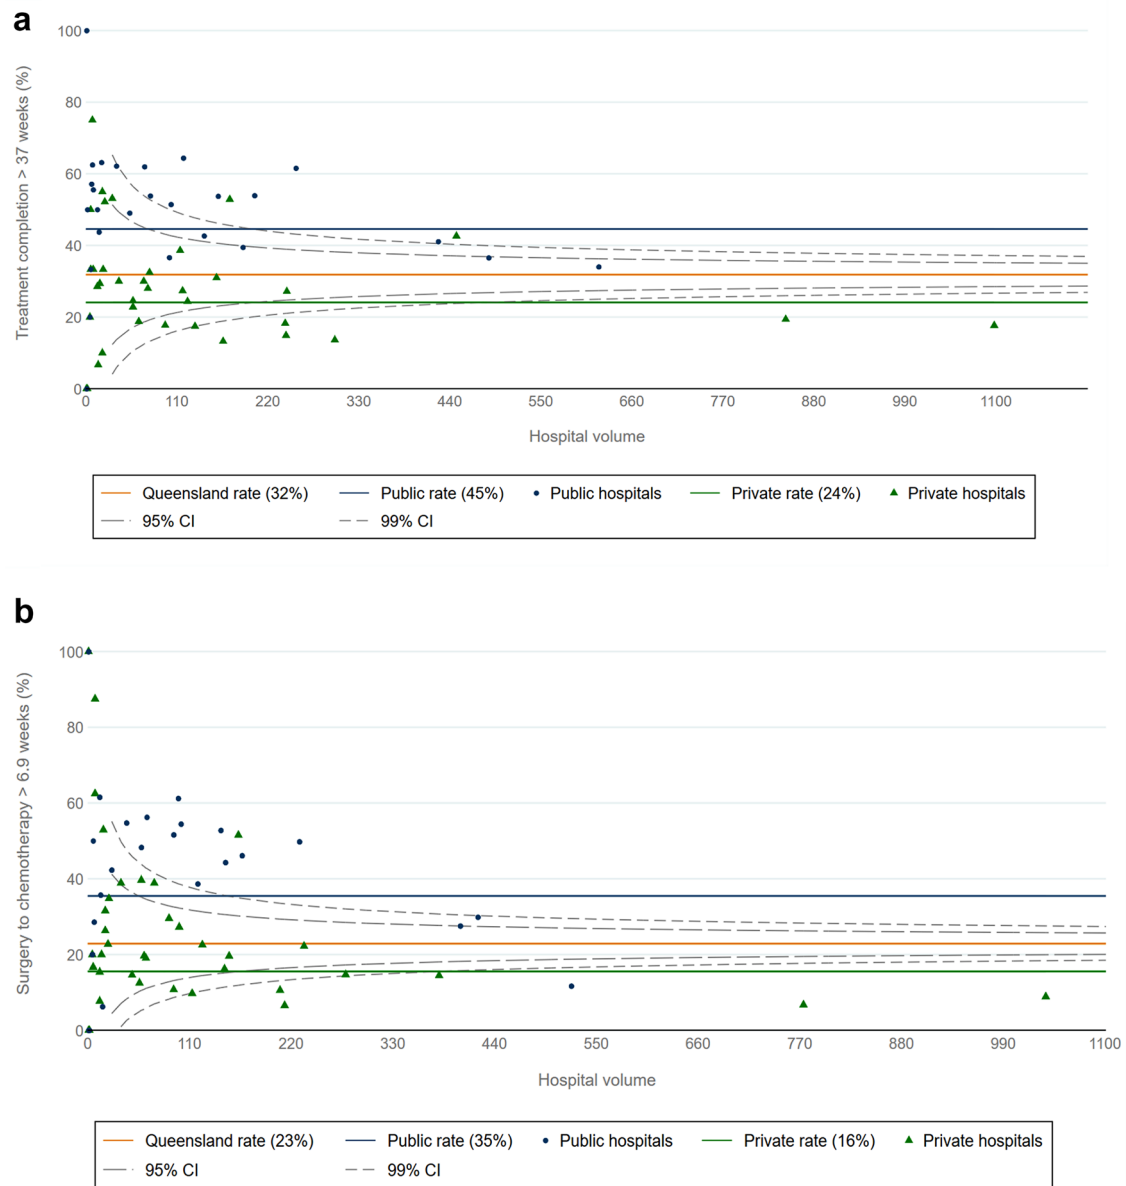 a
Treatment completion > 37 weeks (%)
100
80
60
40
20
0
0 110 220 330 440 550 660 770 880 990 1100
Hospital volume
Queensland rate (32%) Public rate (45%) Public hospitals Private rate (24%) Private hospitals
95% CI 99% CI
b
Surgery to chemotherapy > 6.9 weeks (%)
100
80
60
40
20
0
0 110 220 330 440 550 660 770 880 990 1100
Hospital volume
Queensland rate (23%) Public rate (35%) Public hospitals Private rate (16%) Private hospitals
95% CI 99% CI